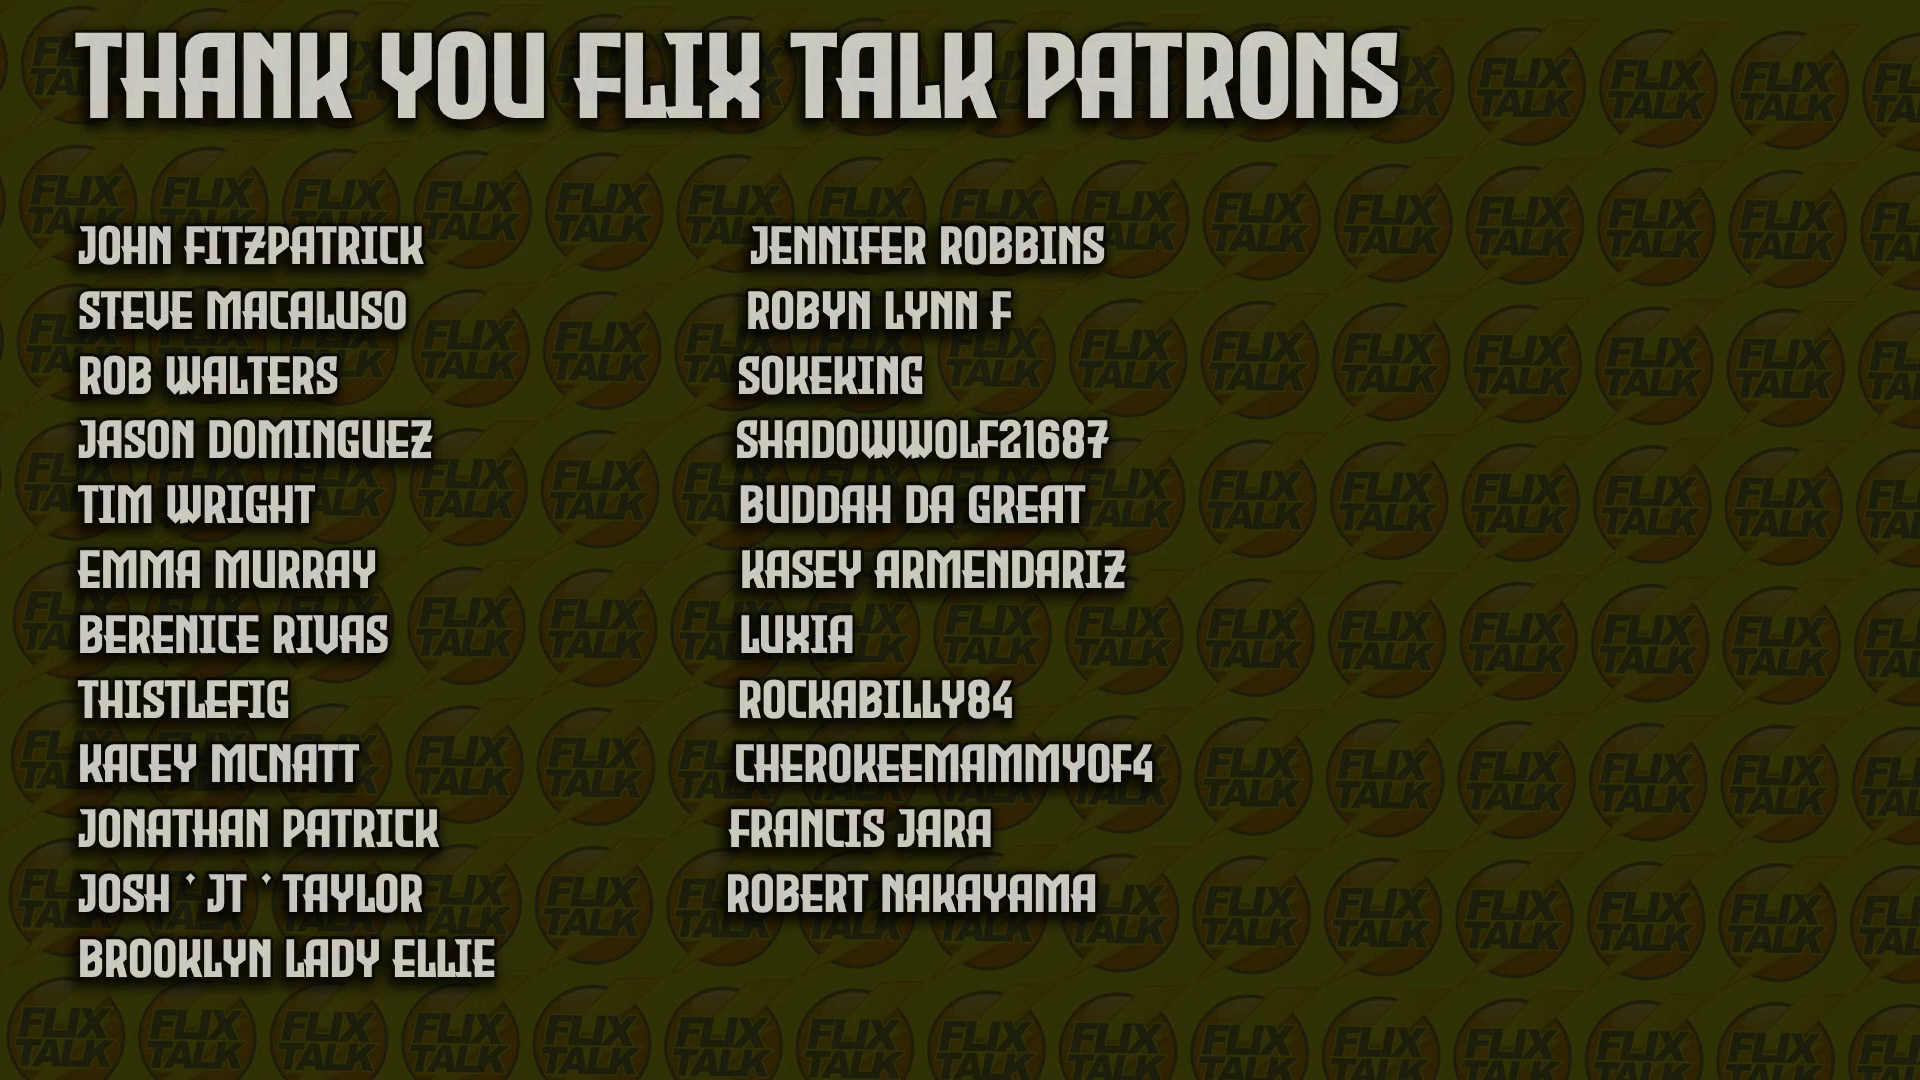 THANK YOU FLIX TALK PATRONS
JOHN FITZPATRICK
STEVE MACALUSO
ROB WALTERS
JASON DOMINGUEZ
TIM WRIGHT
EMMA MURRAY
BERENICE RIVAS
THISTLEFIG
KACEY MCNATT
JONATHAN PATRICK
JOSH ' JT ' TAYLOR
BROOKLYN LADY ELLIE
JENNIFER ROBBINS
ROBYN LYNN F
SOKEKING
SHADOWWOLF21687
BUDDAH DA GREAT
KASEY ARMENDARIZ
LUXIA
ROCKABILLY84
CHEROKEEMAMMYOF4
FRANCIS JARA
ROBERT NAKAYAMA
FLIX
TALK